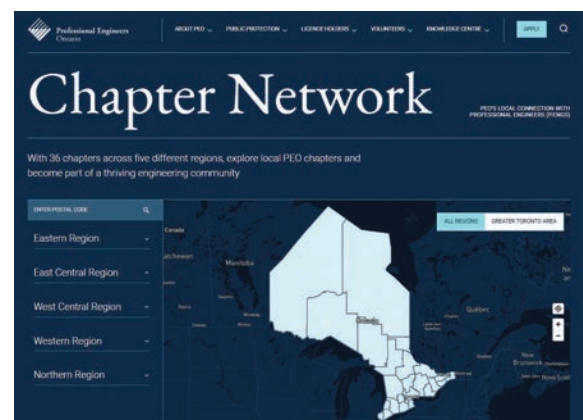 Professional Engineers
Ontario
ABOUT PEO
PUBLIC PROTECTION
LICENCE HOLDERS
VOLUNTEERS
KNOWLEDGE CENTRE
APPLY
Chapter Network
PEO'S LOCAL CONNECTION WITH
PROFESSIONAL ENGINEERS (P.ENGS)
With 36 chapters across five different regions, explore local PEO chapters and
become part of a thriving engineering community
ENTER POSTAL CODE
Eastern Region
East Central Region
West Central Region
Western Region
Northern Region
ALL REGIONS
GREATER TORONTO AREA
Canada
Manitoba
Ontario
Québec
New
Brunswick
Nova Scoti
+
−